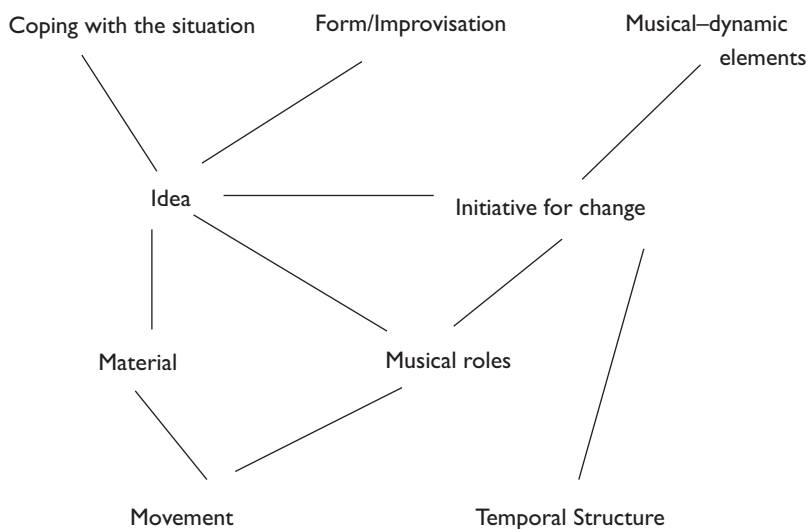 Coping with the situation
Form/Improvisation
Musical–dynamic
elements
Idea
Initiative for change
Material
Musical roles
Movement
Temporal Structure